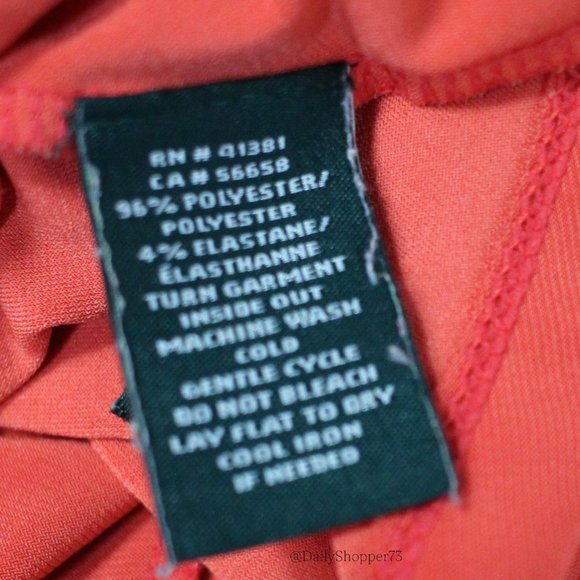 RN # 41381
CA # 56658
96% POLYESTER/
POLYESTER
4% ELASTANE/
ÉLASTHANNE
TURN GARMENT
INSIDE OUT
MACHINE WASH
COLD
GENTLE CYCLE
DO NOT BLEACH
LAY FLAT TO DRY
COOL IRON
IF NEEDED
@DailyShopper73